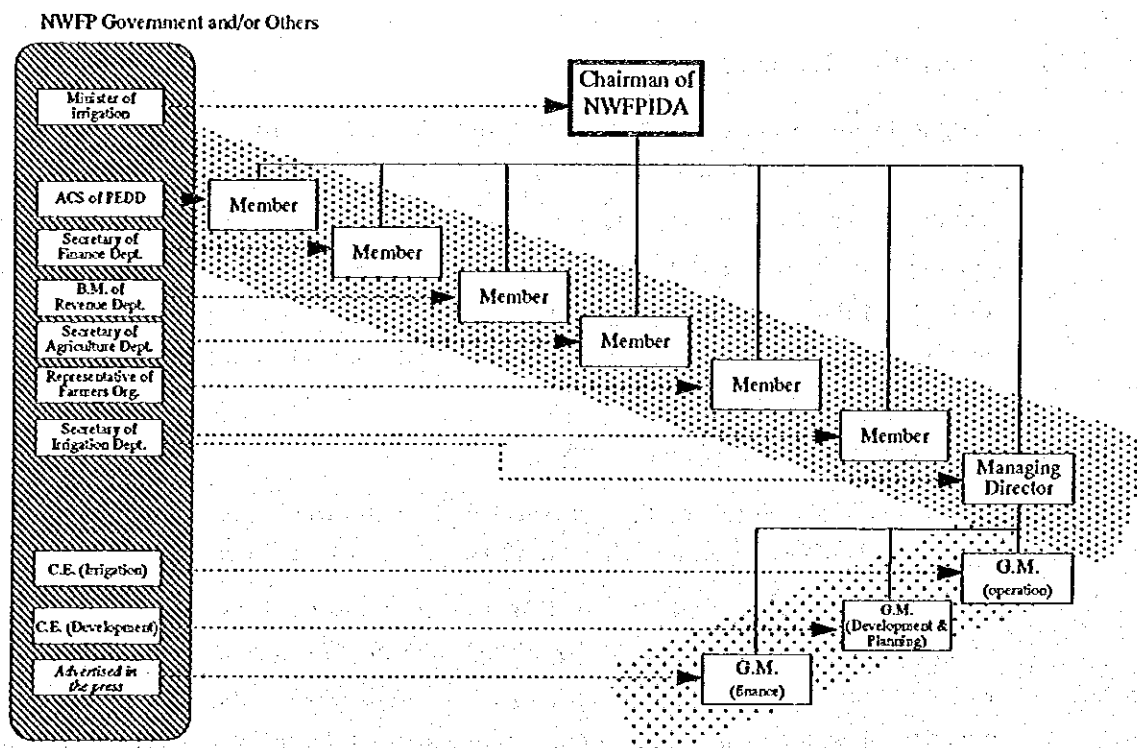 NWFP Government and/or Others
Minister of
irrigation
Chairman of
NWFPIDA
ACS of PEDD
Member
Secretary of
Finance Dept.
Member
B.M. of
Revenue Dept.
Member
Secretary of
Agriculture Dept.
Member
Representative of
Farmers Org.
Member
Secretary of
Irrigation Dept.
Member
Managing
Director
C.E. (Irrigation)
G.M.
(operation)
C.E. (Development)
G.M.
(Development &
Planning)
Advertised in
the press
G.M.
(finance)